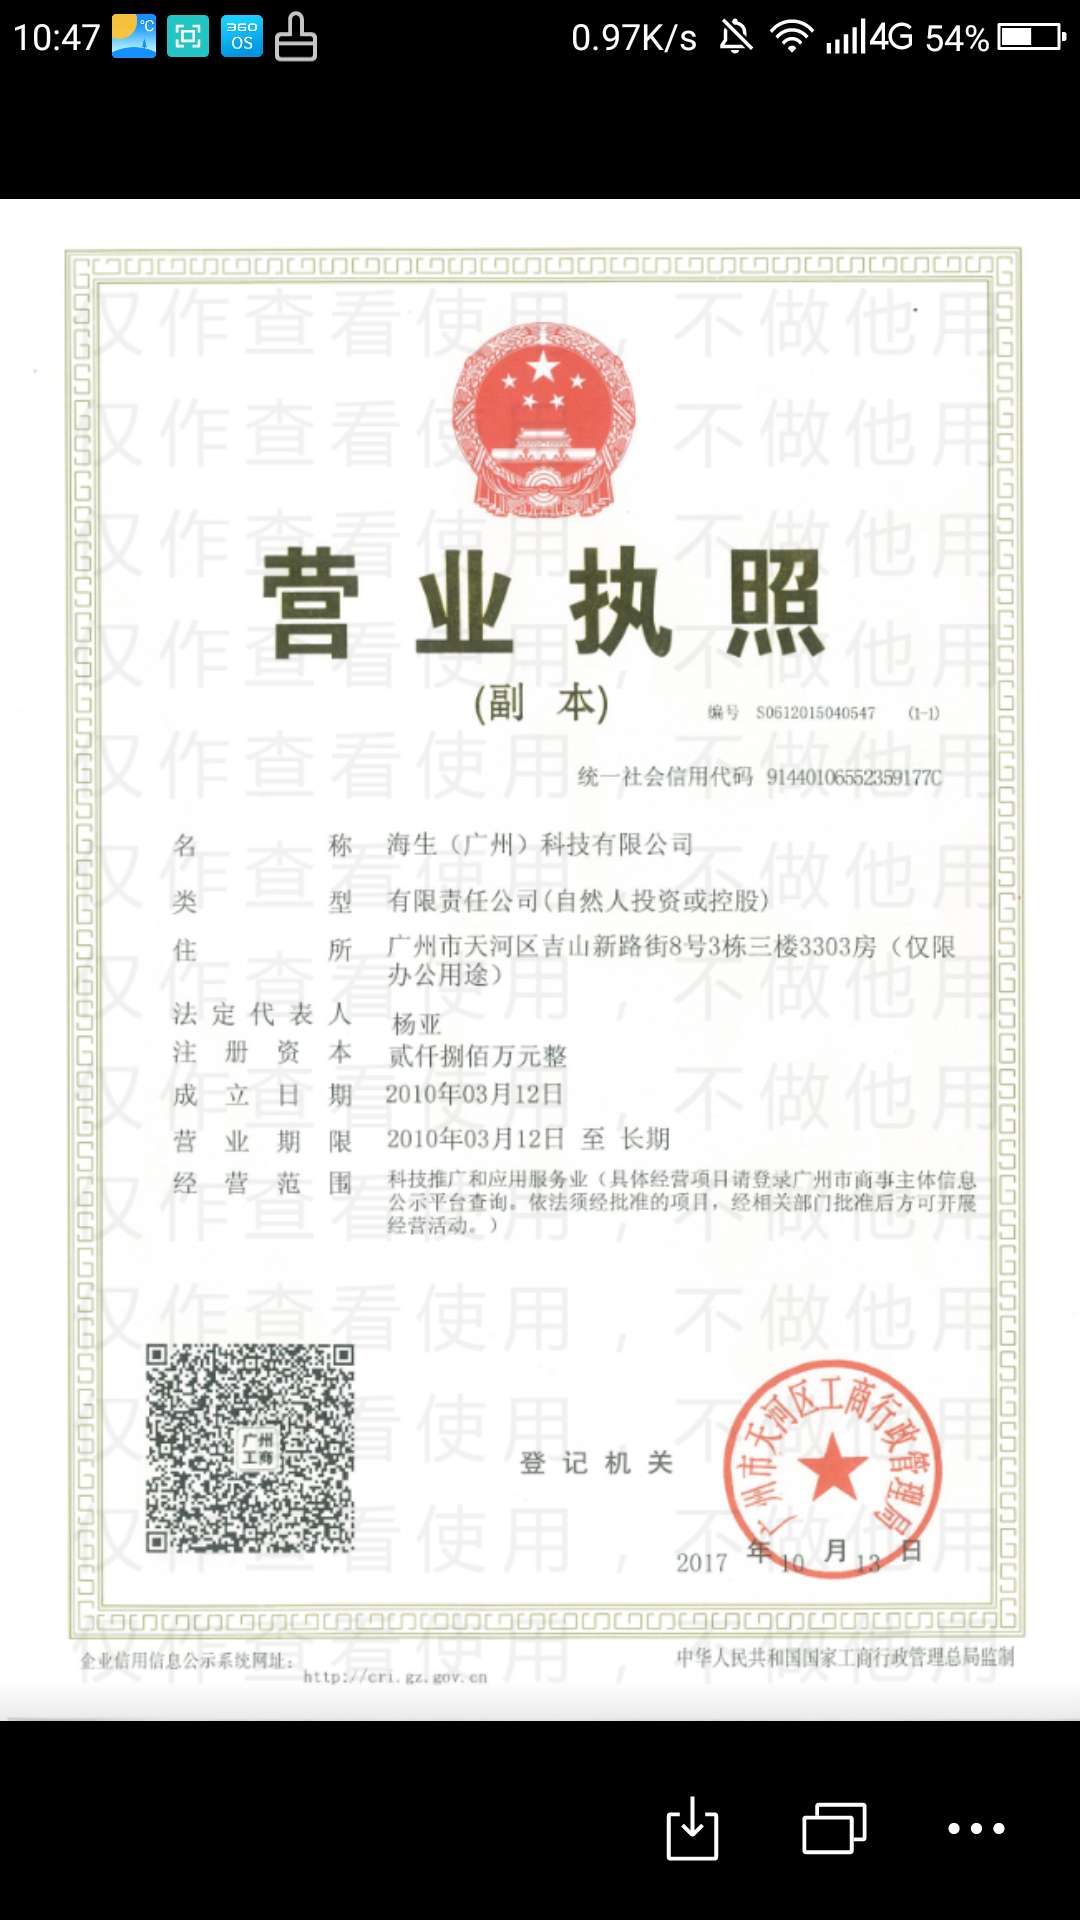 10:47 °C 360 OS 0.97K/s 4G 54%
仅作查看使用，不做他用
营业执照
(副 本)
编号 S0612015040547 (1-1)
统一社会信用代码 91440106552359177C
名称 海生（广州）科技有限公司
类型 有限责任公司(自然人投资或控股)
住所 广州市天河区吉山新路街8号3栋三楼3303房（仅限
办公用途）
法定代表人 杨亚
注册资本 贰仟捌佰万元整
成立日期 2010年03月12日
营业期限 2010年03月12日 至 长期
经营范围 科技推广和应用服务业（具体经营项目请登录广州市商事主体信息
公示平台查询。依法须经批准的项目，经相关部门批准后方可开展
经营活动。）
广州
工商
登记机关
广州市天河区工商行政管理局
2017 年 10 月 13 日
企业信用信息公示系统网址：
http://cri.gz.gov.cn
中华人民共和国国家工商行政管理总局监制